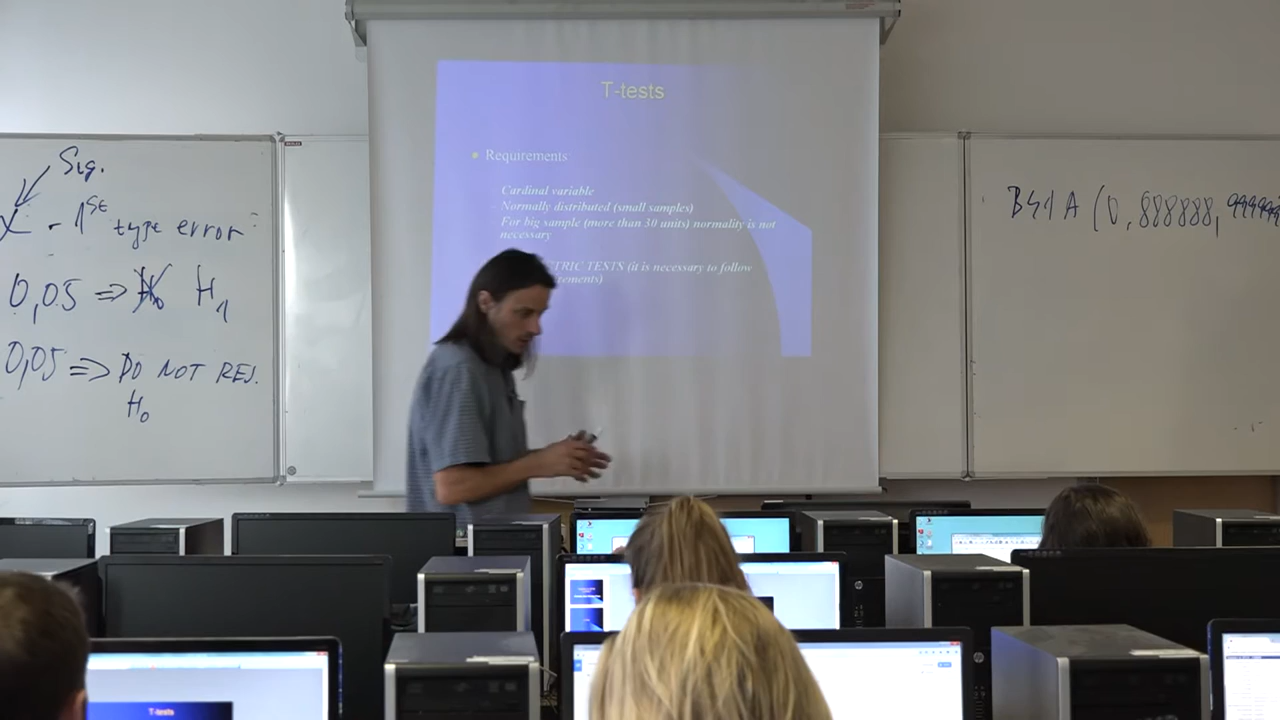 Sig.
α - 1st type error
0,05 ⇒ H₁
0,05 ⇒ DO NOT REJ.
H₀
T-tests
Requirements
Cardinal variable
- Normally distributed (small samples)
For big sample (more than 30 units) normality is not
necessary
TRIC TESTS (it is necessary to follow
ements)
(0, 888888, 999999
T-tests